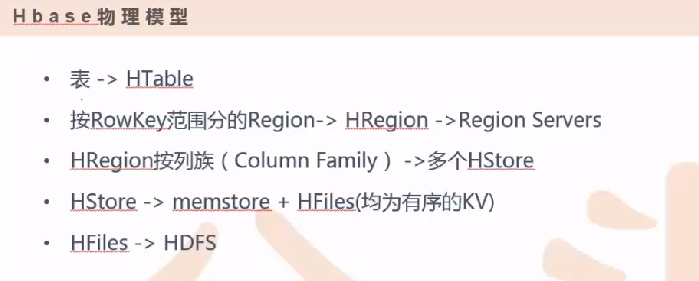 Hbase物理模型
• 表 -> HTable
• 按RowKey范围分的Region-> HRegion ->Region Servers
• HRegion按列族（Column Family） ->多个HStore
• HStore -> memstore + HFiles(均为有序的KV)
• HFiles -> HDFS